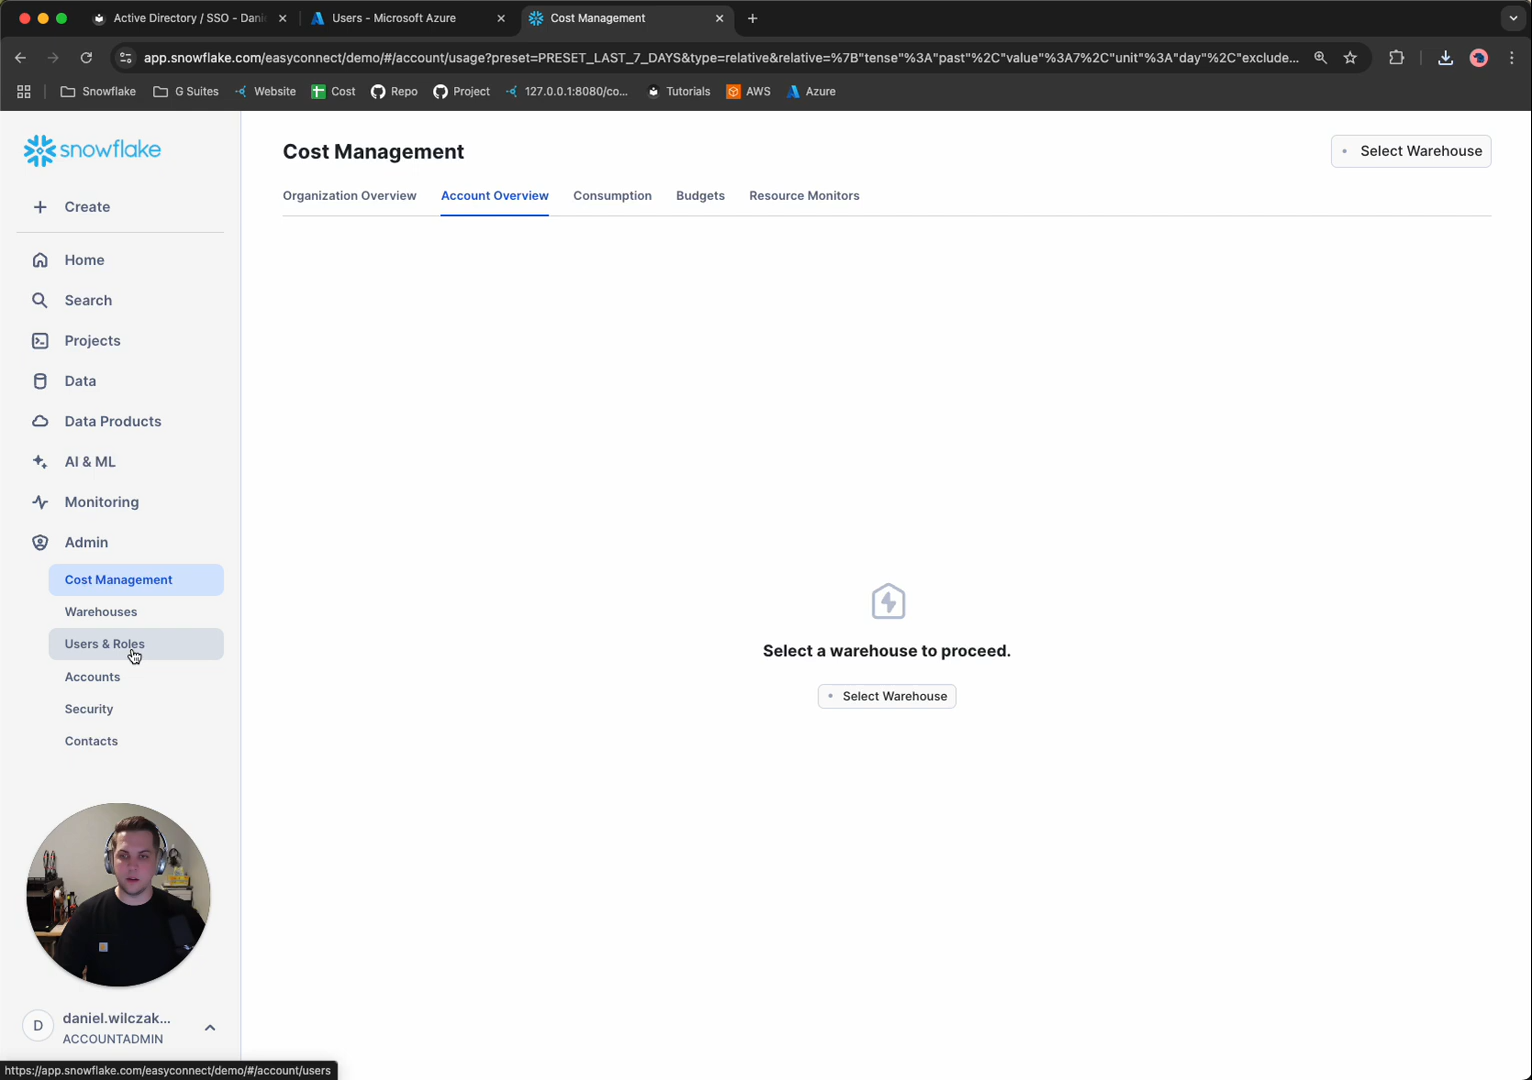 Active Directory / SSO - Dani
Users - Microsoft Azure
Cost Management
app.snowflake.com/easyconnect/demo/#/account/usage?preset=PRESET_LAST_7_DAYS&type=relative&relative=%7B"tense"%3A"past"%2C"value"%3A7%2C"unit"%3A"day"%2C"exclude...
Snowflake
G Suites
Website
Cost
Repo
Project
127.0.0.1:8080/co...
Tutorials
AWS
Azure
snowflake
Create
Home
Search
Projects
Data
Data Products
AI & ML
Monitoring
Admin
Cost Management
Warehouses
Users & Roles
Accounts
Security
Contacts
D
daniel.wilczak...
ACCOUNTADMIN
https://app.snowflake.com/easyconnect/demo/#/account/users
Cost Management
Select Warehouse
Organization Overview
Account Overview
Consumption
Budgets
Resource Monitors
Select a warehouse to proceed.
Select Warehouse